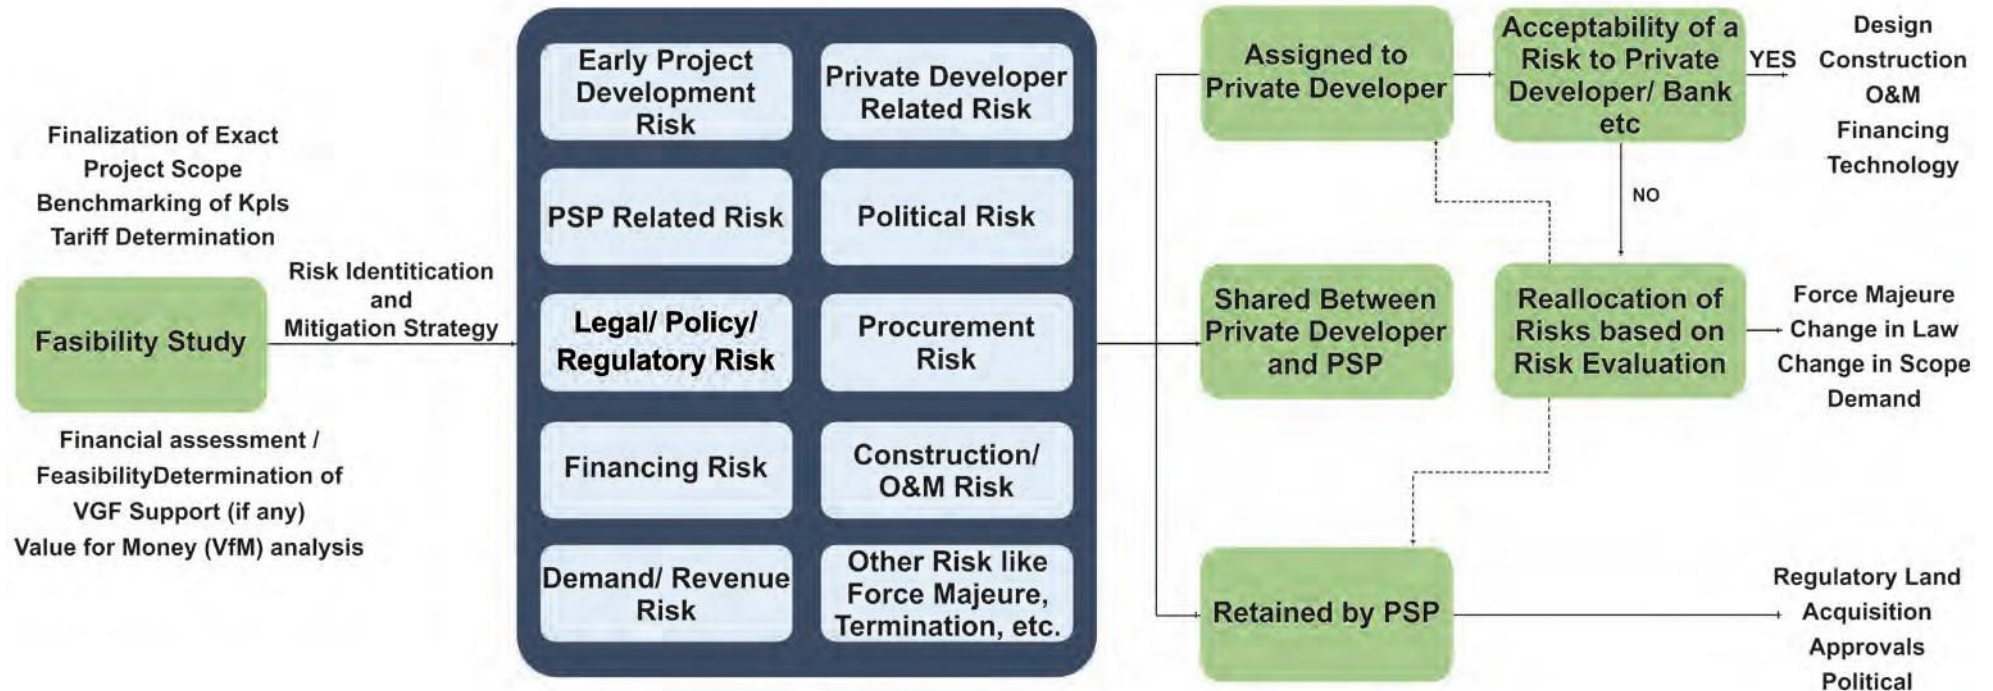 Finalization of Exact
Project Scope
Benchmarking of Kpls
Tariff Determination
Fasibility Study
Financial assessment /
FeasibilityDetermination of
VGF Support (if any)
Value for Money (VfM) analysis
Risk Identitication
and
Mitigation Strategy
Early Project
Development
Risk
Private Developer
Related Risk
PSP Related Risk
Political Risk
Legal/ Policy/
Regulatory Risk
Procurement
Risk
Financing Risk
Construction/
O&M Risk
Demand/ Revenue
Risk
Other Risk like
Force Majeure,
Termination, etc.
Assigned to
Private Developer
Acceptability of a
Risk to Private
Developer/ Bank
etc
YES
Design
Construction
O&M
Financing
Technology
NO
Shared Between
Private Developer
and PSP
Reallocation of
Risks based on
Risk Evaluation
Force Majeure
Change in Law
Change in Scope
Demand
Retained by PSP
Regulatory Land
Acquisition
Approvals
Political